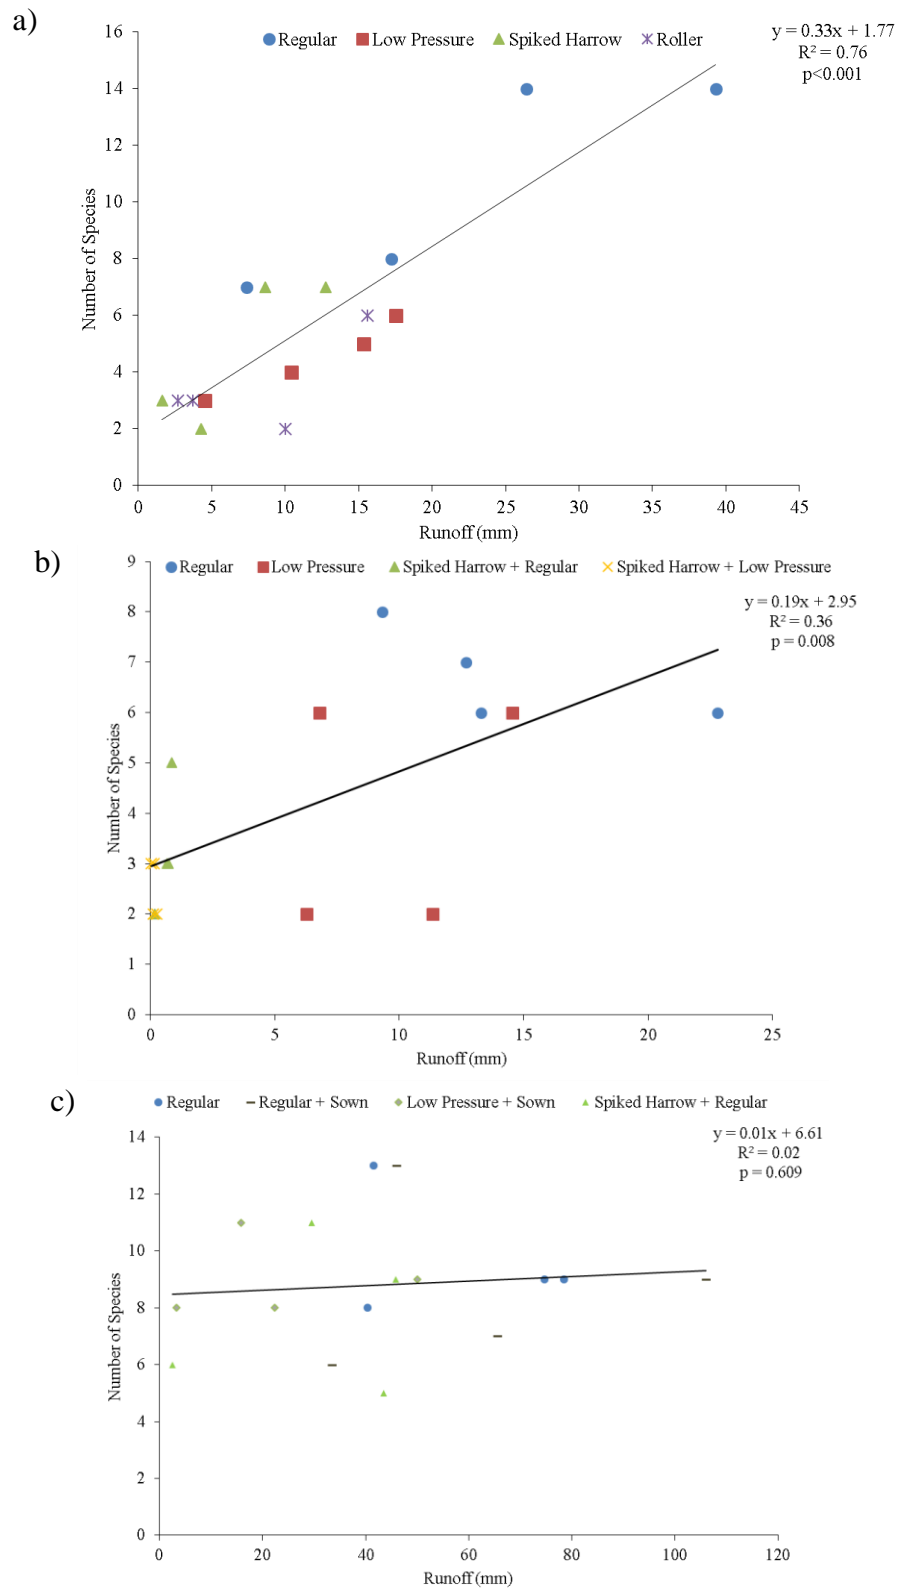 a)
Regular Low Pressure Spiked Harrow Roller
y = 0.33x + 1.77
R² = 0.76
p<0.001
16
14
12
10
8
6
4
2
0
Number of Species
0 5 10 15 20 25 30 35 40 45
Runoff (mm)
b)
Regular Low Pressure Spiked Harrow + Regular Spiked Harrow + Low Pressure
y = 0.19x + 2.95
R² = 0.36
p = 0.008
9
8
7
6
5
4
3
2
1
0
Number of Species
0 5 10 15 20 25
Runoff (mm)
c)
Regular Regular + Sown Low Pressure + Sown Spiked Harrow + Regular
y = 0.01x + 6.61
R² = 0.02
p = 0.609
14
12
10
8
6
4
2
0
Number of Species
0 20 40 60 80 100 120
Runoff (mm)